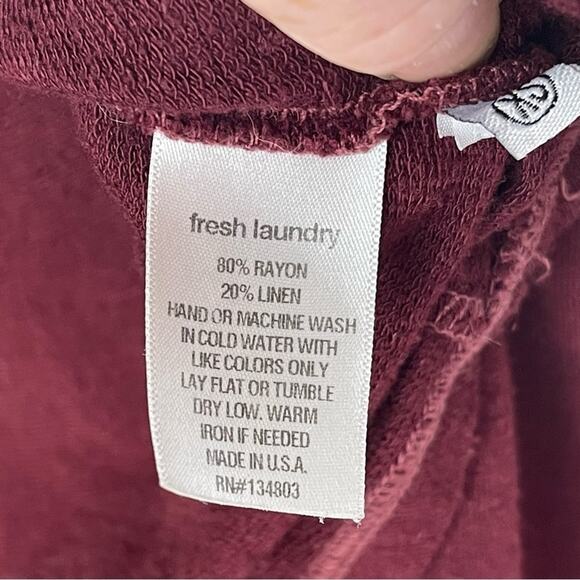 fresh laundry
80% RAYON
20% LINEN
HAND OR MACHINE WASH
IN COLD WATER WITH
LIKE COLORS ONLY
LAY FLAT OR TUMBLE
DRY LOW. WARM
IRON IF NEEDED
MADE IN U.S.A.
RN#134803